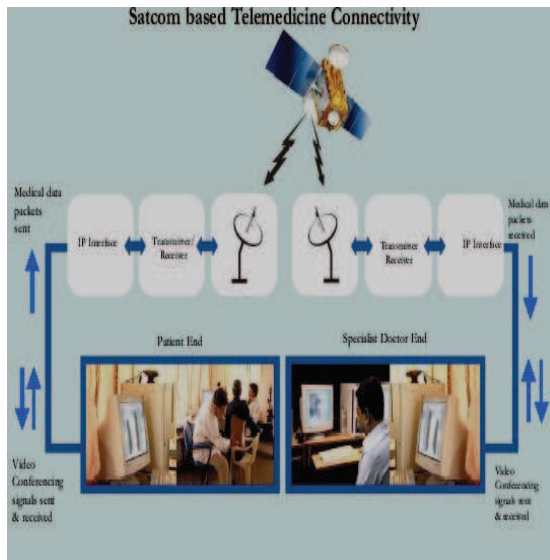 Satcom based Telemedicine Connectivity
Medical data
packets
sent
IP Interface
Transmitter/
Receiver
Transmitter
Receiver
IP Interface
Medical data
packets
received
Patient End
Specialist Doctor End
Video
Conferencing
signals sent
& received
Video
Conferencing
signals sent
& received